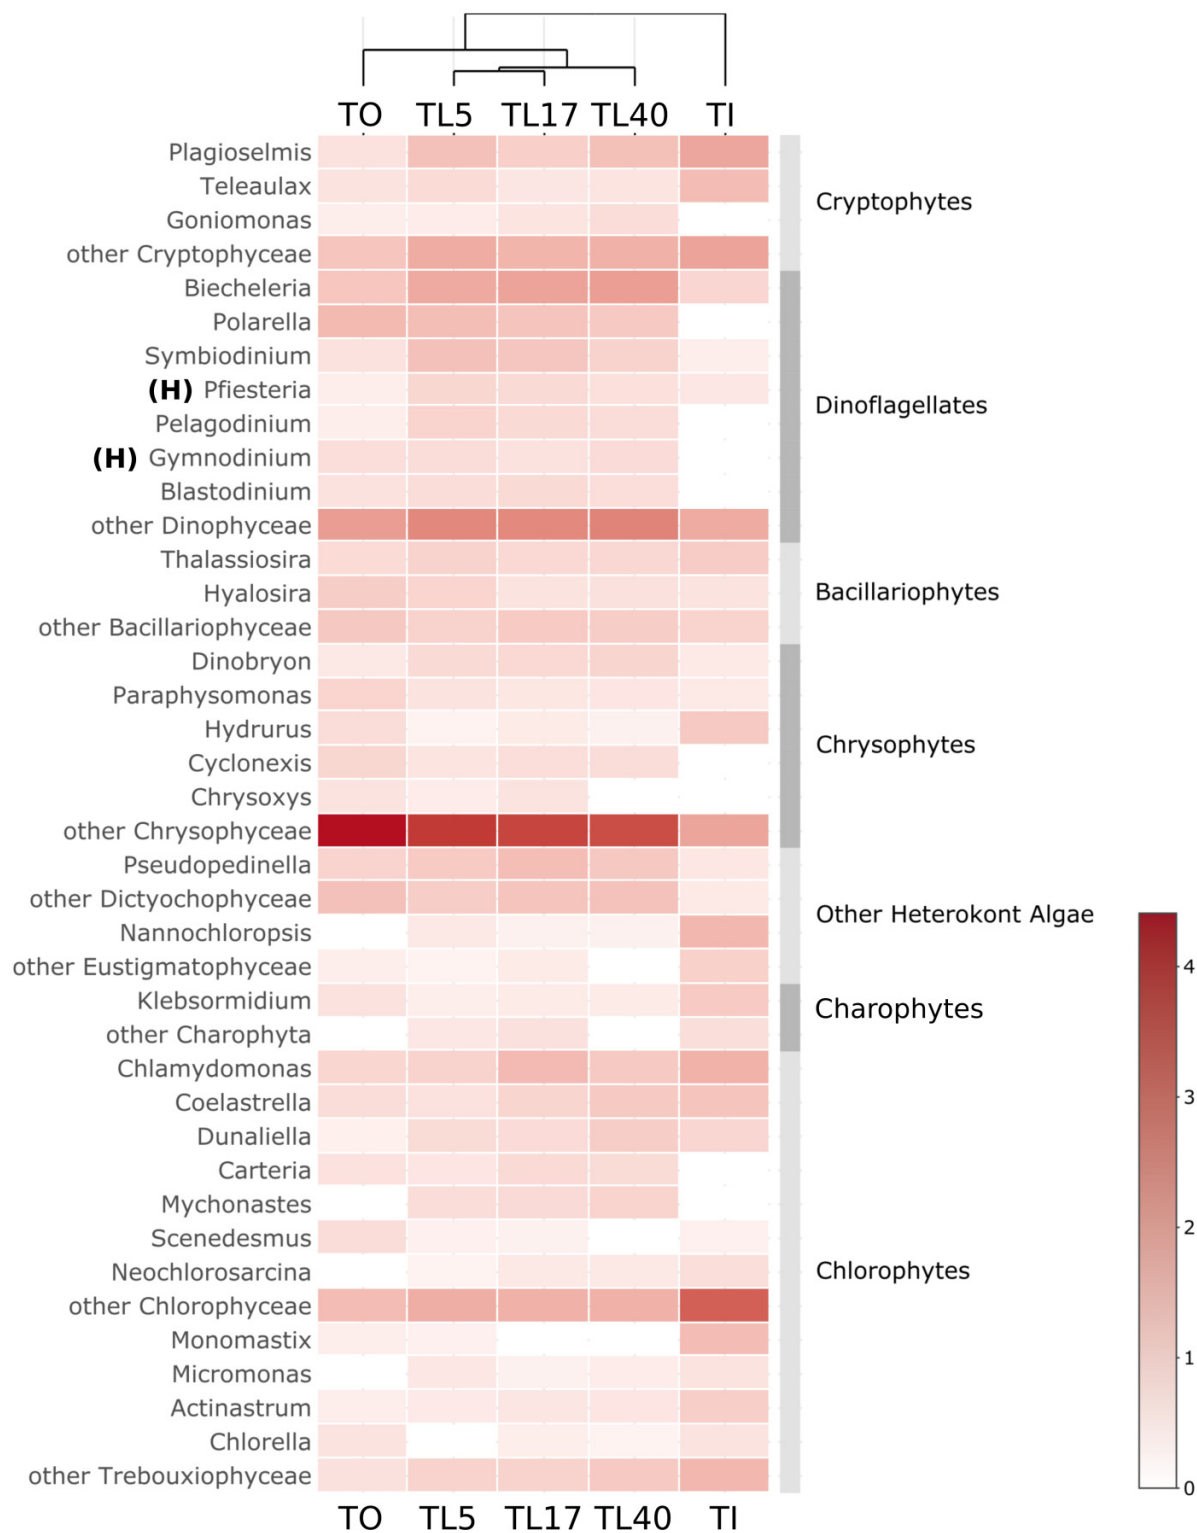 TO TL5 TL17 TL40 TI
Plagioselmis
Teleaulax
Cryptophytes
Goniomonas
other Cryptophyceae
Biecheleria
Polarella
Symbiodinium
(H) Pfiesteria
Dinoflagellates
Pelagodinium
(H) Gymnodinium
Blastodinium
other Dinophyceae
Thalassiosira
Hyalosira
Bacillariophytes
other Bacillariophyceae
Dinobryon
Paraphysomonas
Hydrurus
Chrysophytes
Cyclonexis
Chrysoxys
other Chrysophyceae
Pseudopedinella
other Dictyochophyceae
Other Heterokont Algae
Nannochloropsis
other Eustigmatophyceae
4
Klebsormidium
Charophytes
other Charophyta
Chlamydomonas
3
Coelastrella
Dunaliella
Carteria
Mychonastes
2
Scenedesmus
Neochlorosarcina
Chlorophytes
other Chlorophyceae
Monomastix
1
Micromonas
Actinastrum
Chlorella
other Trebouxiophyceae
0
TO TL5 TL17 TL40 TI